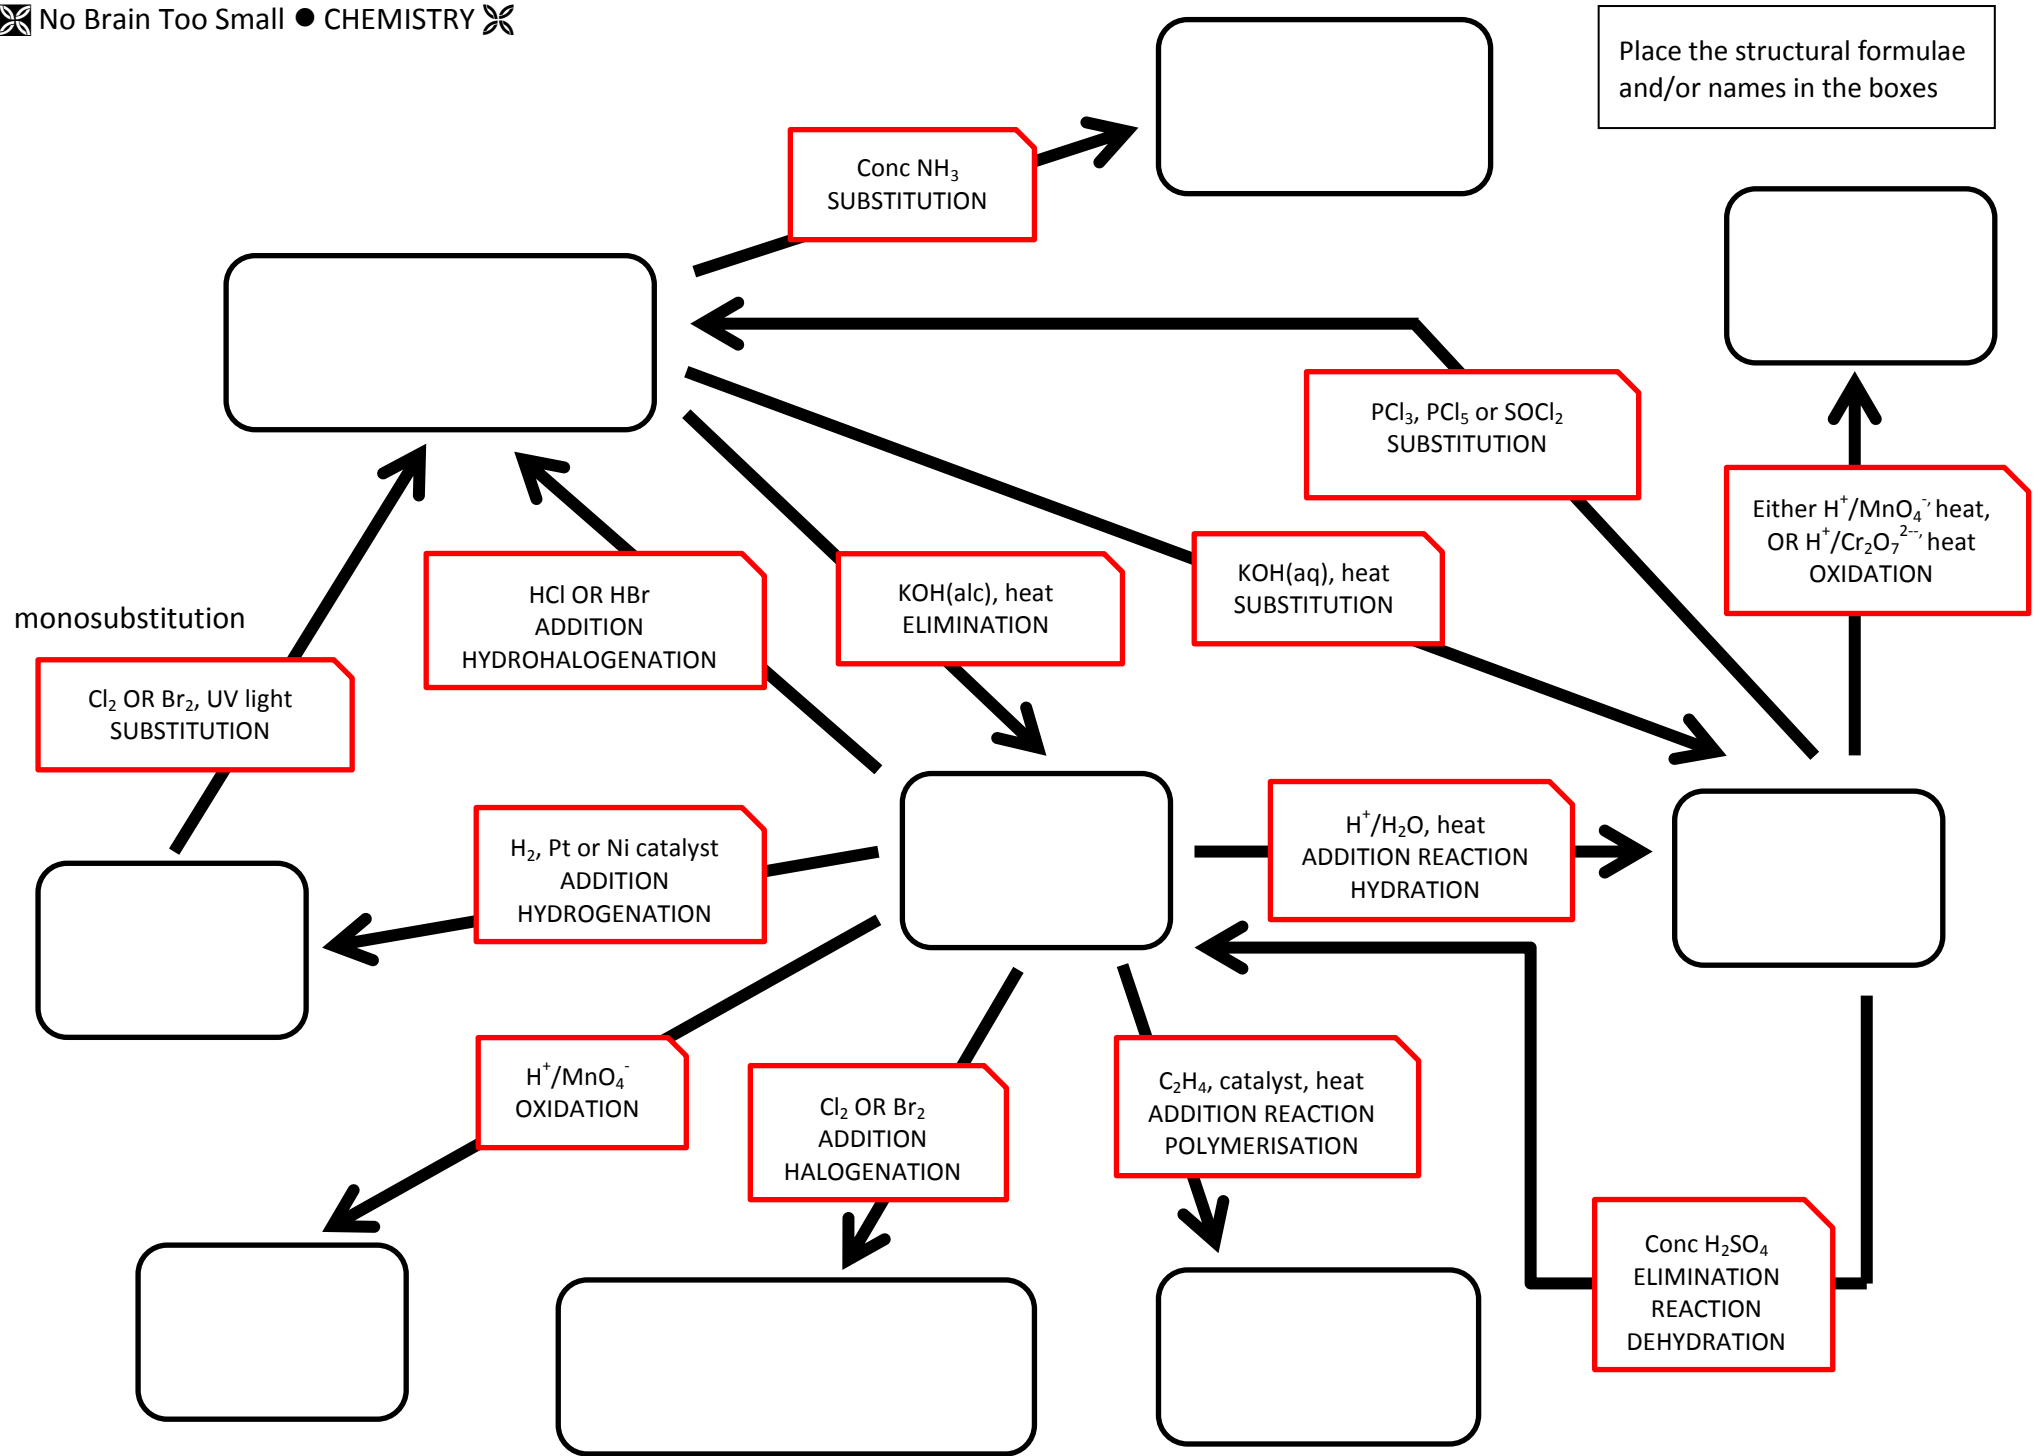 No Brain Too Small ● CHEMISTRY
Place the structural formulae
and/or names in the boxes
Conc NH₃
SUBSTITUTION
PCl₃, PCl₅ or SOCl₂
SUBSTITUTION
Either H⁺/MnO₄⁻, heat,
OR H⁺/Cr₂O₇²⁻⁻, heat
OXIDATION
HCl OR HBr
ADDITION
HYDROHALOGENATION
KOH(alc), heat
ELIMINATION
KOH(aq), heat
SUBSTITUTION
monosubstitution
Cl₂ OR Br₂, UV light
SUBSTITUTION
H₂, Pt or Ni catalyst
ADDITION
HYDROGENATION
H⁺/H₂O, heat
ADDITION REACTION
HYDRATION
H⁺/MnO₄⁻
OXIDATION
Cl₂ OR Br₂
ADDITION
HALOGENATION
C₂H₄, catalyst, heat
ADDITION REACTION
POLYMERISATION
Conc H₂SO₄
ELIMINATION
REACTION
DEHYDRATION